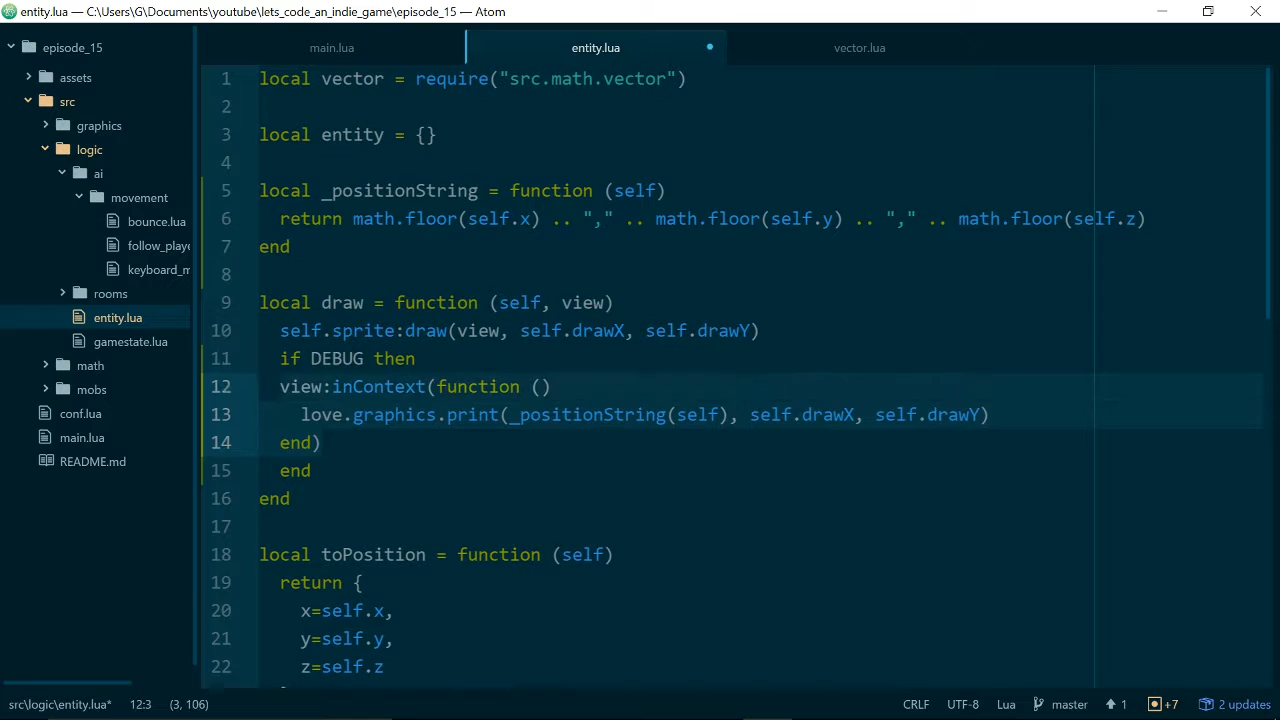 entity.lua — C:\Users\G\Documents\youtube\lets_code_an_indie_game\episode_15 — Atom
episode_15
assets
src
graphics
logic
ai
movement
bounce.lua
follow_playe
keyboard_m
rooms
entity.lua
gamestate.lua
math
mobs
conf.lua
main.lua
README.md
main.lua entity.lua vector.lua
1 local vector = require("src.math.vector")
2
3 local entity = {}
4
5 local _positionString = function (self)
6 return math.floor(self.x) .. "," .. math.floor(self.y) .. "," .. math.floor(self.z)
7 end
8
9 local draw = function (self, view)
10 self.sprite:draw(view, self.drawX, self.drawY)
11 if DEBUG then
12 view:inContext(function ()
13 love.graphics.print(_positionString(self), self.drawX, self.drawY)
14 end)
15 end
16 end
17
18 local toPosition = function (self)
19 return {
20 x=self.x,
21 y=self.y,
22 z=self.z
src\logic\entity.lua* 12:3 (3, 106) CRLF UTF-8 Lua master 1 +7 2 updates